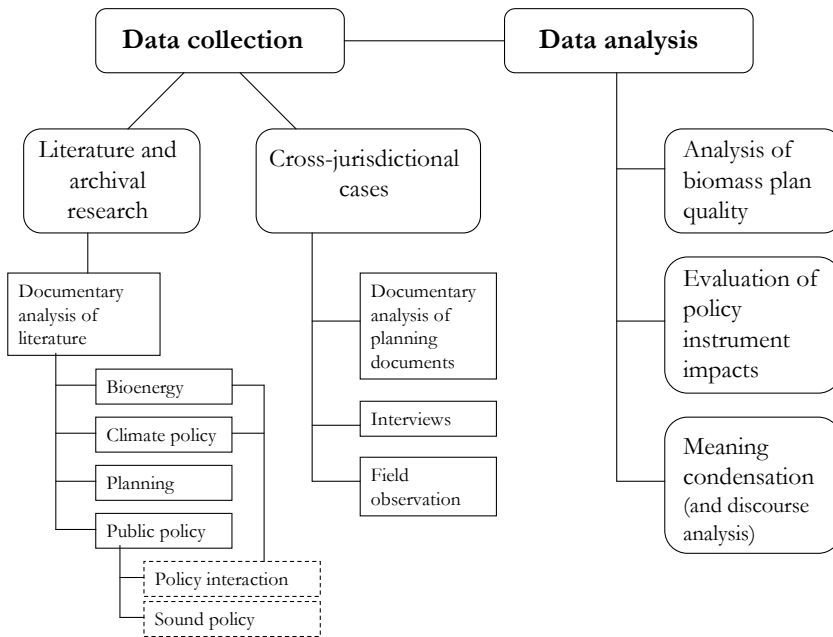 Data collection
Data analysis
Literature and
archival
research
Cross-jurisdictional
cases
Analysis of
biomass plan
quality
Documentary
analysis of
literature
Documentary
analysis of
planning
documents
Evaluation of
policy
instrument
impacts
Bioenergy
Climate policy
Planning
Public policy
Policy interaction
Sound policy
Interviews
Field
observation
Meaning
condensation
(and discourse
analysis)